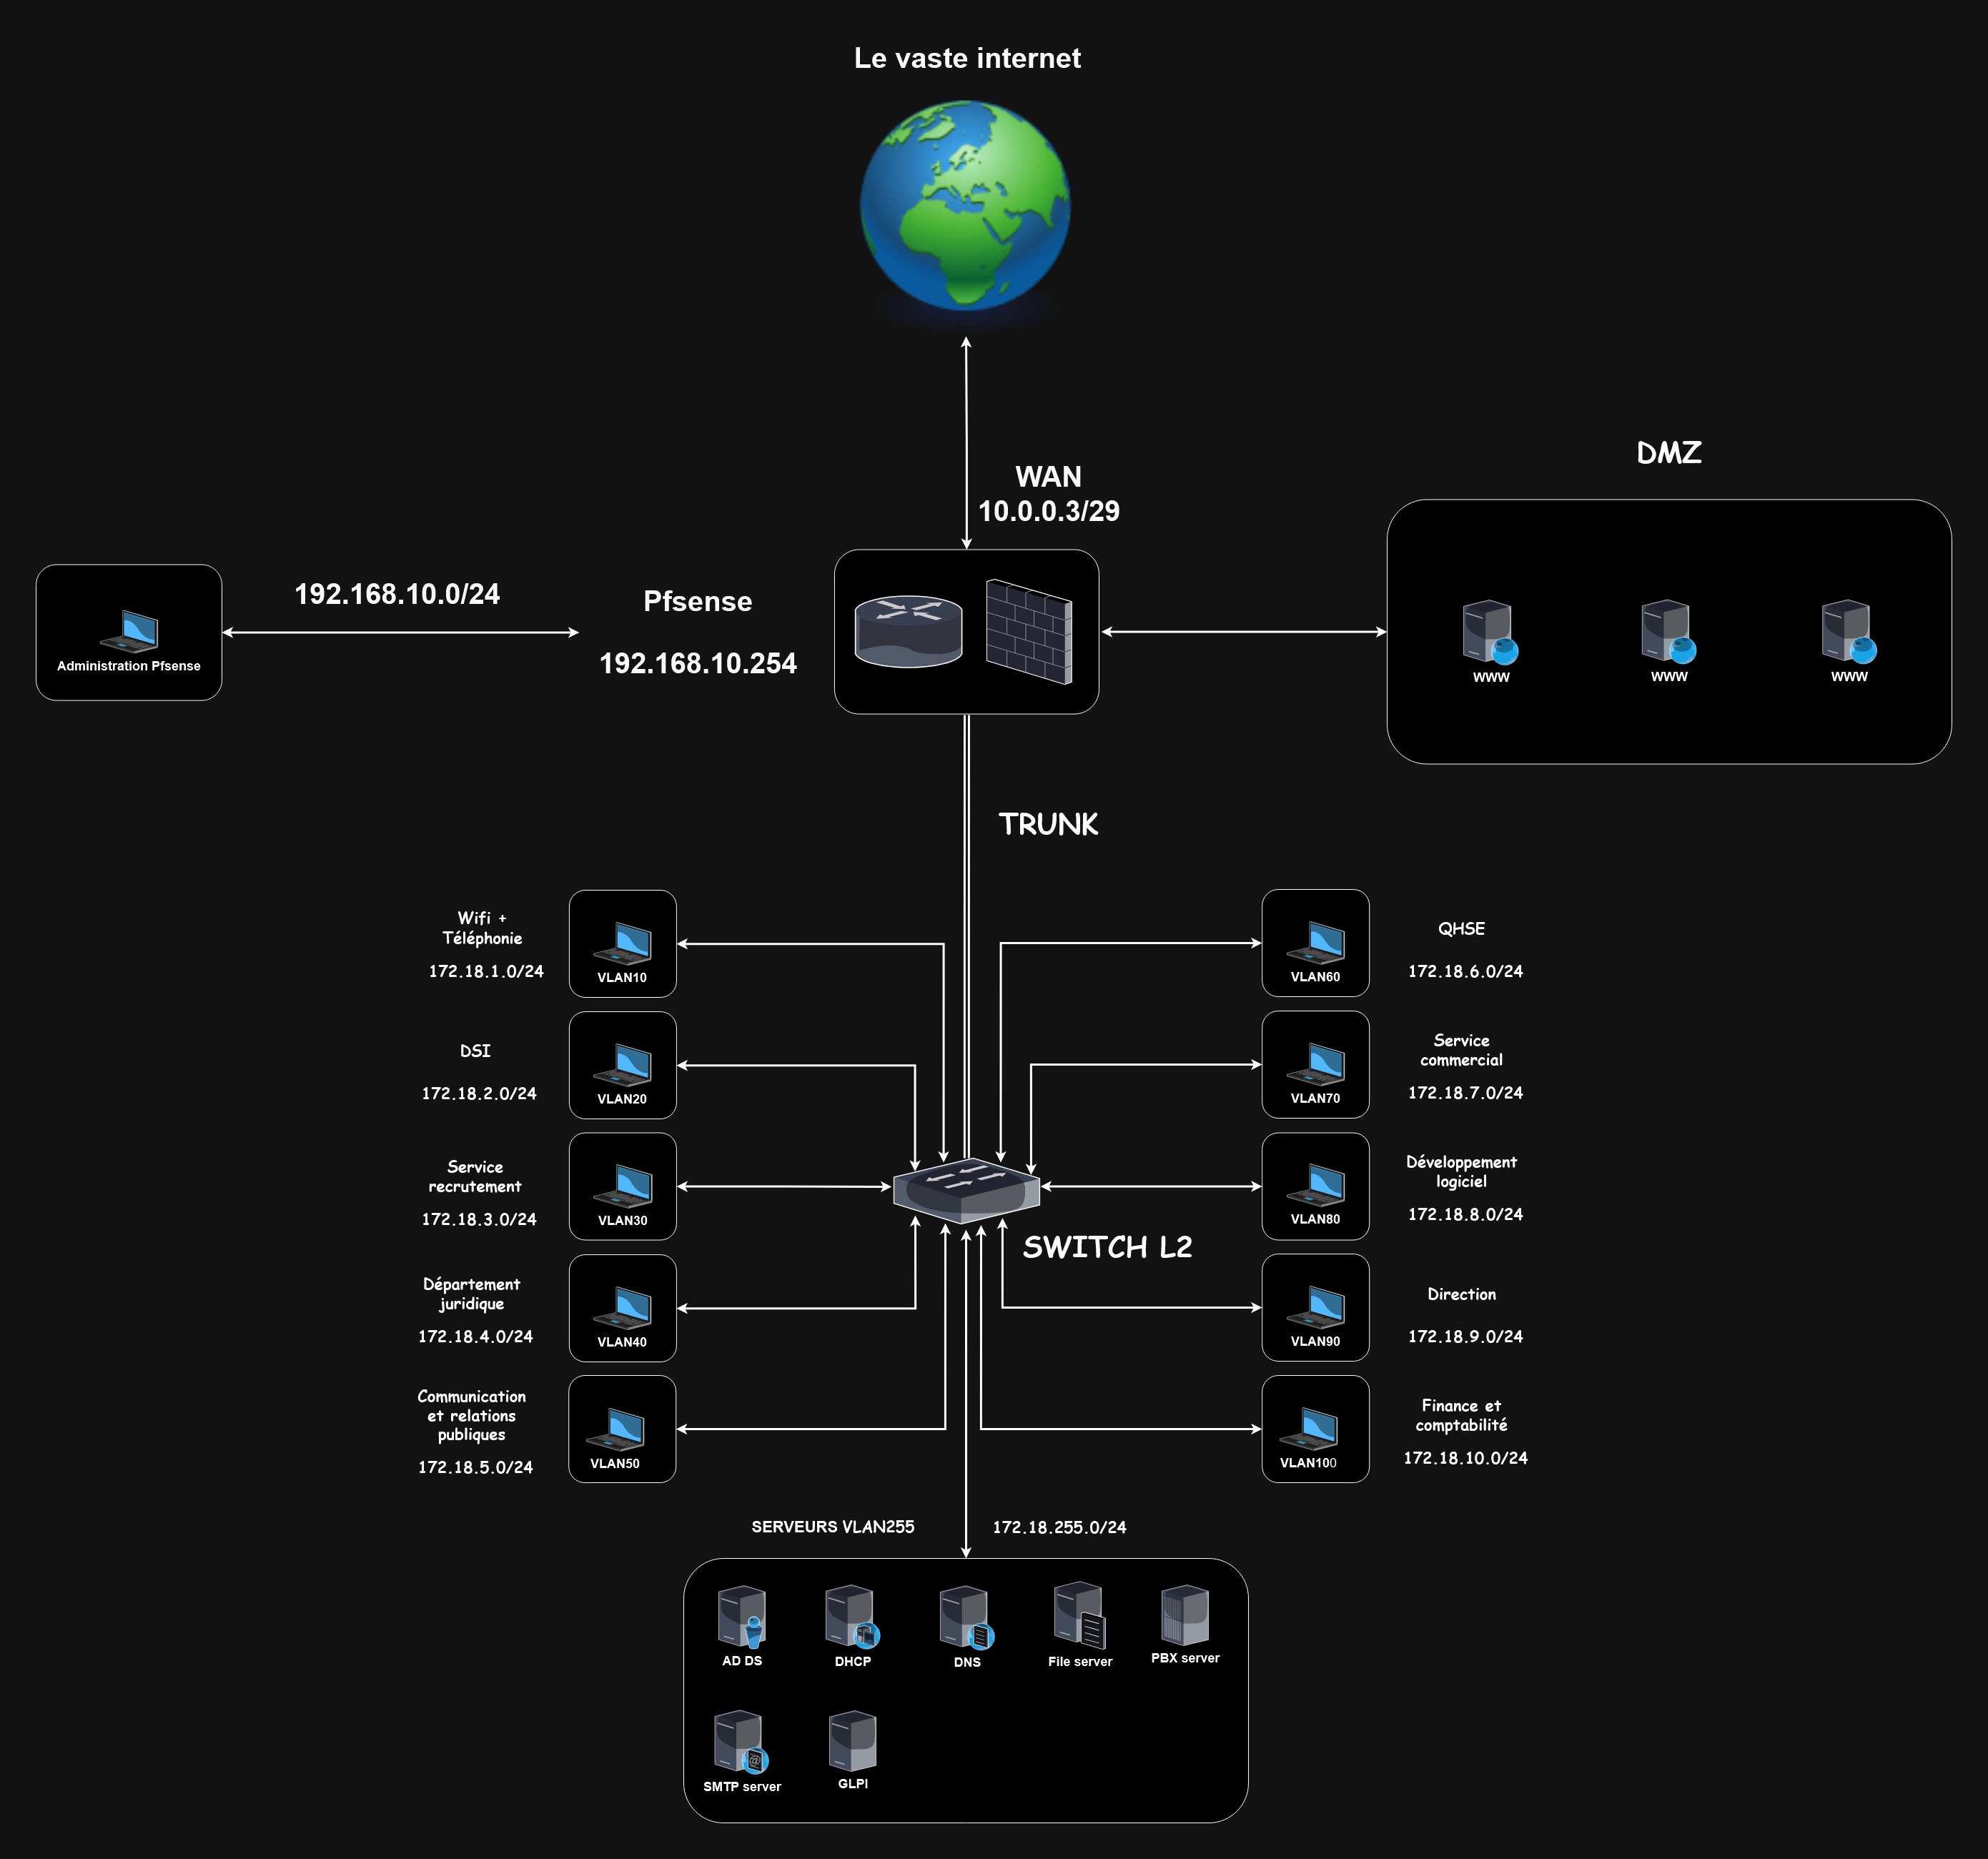 Le vaste internet
WAN
10.0.0.3/29
DMZ
192.168.10.0/24
Pfsense
192.168.10.254
Administration Pfsense
WWW
WWW
WWW
TRUNK
Wifi +
Téléphonie
172.18.1.0/24
VLAN10
VLAN60
QHSE
172.18.6.0/24
DSI
172.18.2.0/24
VLAN20
VLAN70
Service
commercial
172.18.7.0/24
Service
recrutement
172.18.3.0/24
VLAN30
VLAN80
Développement
logiciel
172.18.8.0/24
SWITCH L2
Département
juridique
172.18.4.0/24
VLAN40
VLAN90
Direction
172.18.9.0/24
Communication
et relations
publiques
172.18.5.0/24
VLAN50
VLAN100
Finance et
comptabilité
172.18.10.0/24
SERVEURS VLAN255
172.18.255.0/24
AD DS
DHCP
DNS
File server
PBX server
@
SMTP server
GLPI